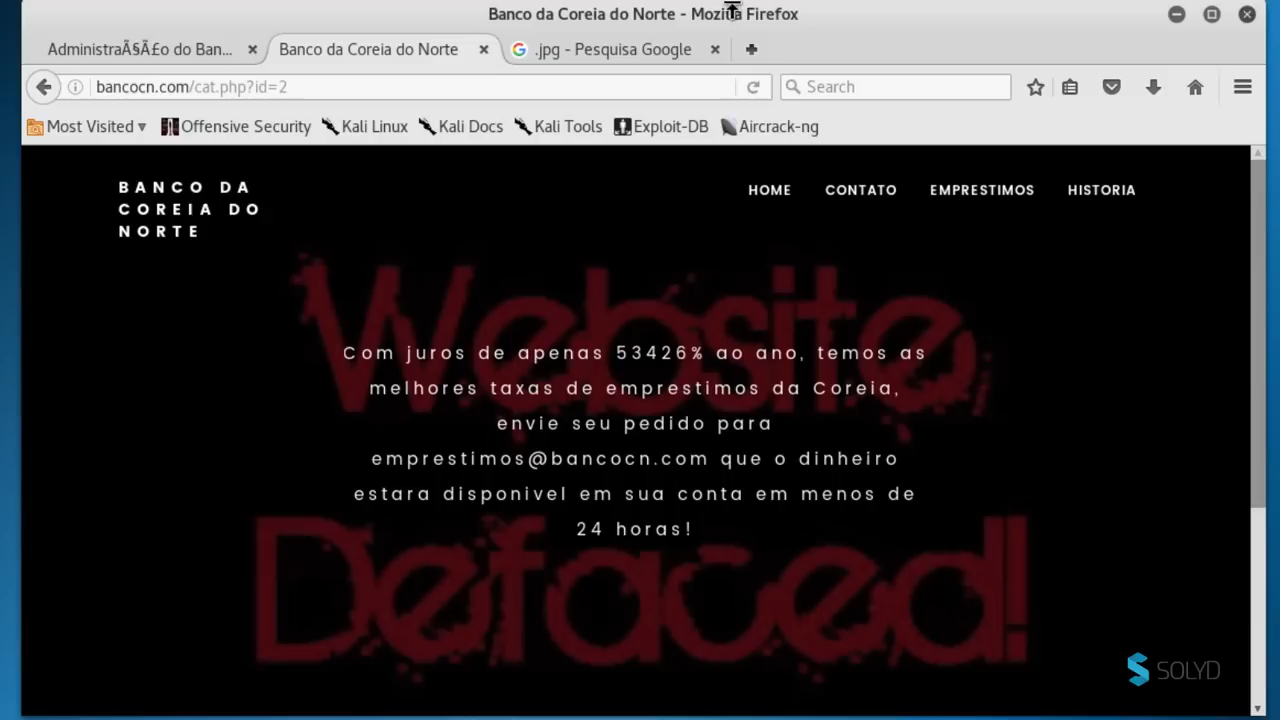 Banco da Coreia do Norte - Mozilla Firefox
AdministraÃ§Ã£o do Ban...
Banco da Coreia do Norte
.jpg - Pesquisa Google
bancocn.com/cat.php?id=2
Search
Most Visited
Offensive Security
Kali Linux
Kali Docs
Kali Tools
Exploit-DB
Aircrack-ng
BANCO DA
COREIA DO
NORTE
HOME
CONTATO
EMPRESTIMOS
HISTORIA
Website
Com juros de apenas 53426% ao ano, temos as
melhores taxas de emprestimos da Coreia,
envie seu pedido para
emprestimos@bancocn.com que o dinheiro
estara disponivel em sua conta em menos de
24 horas!
Defaced!
SOLYD